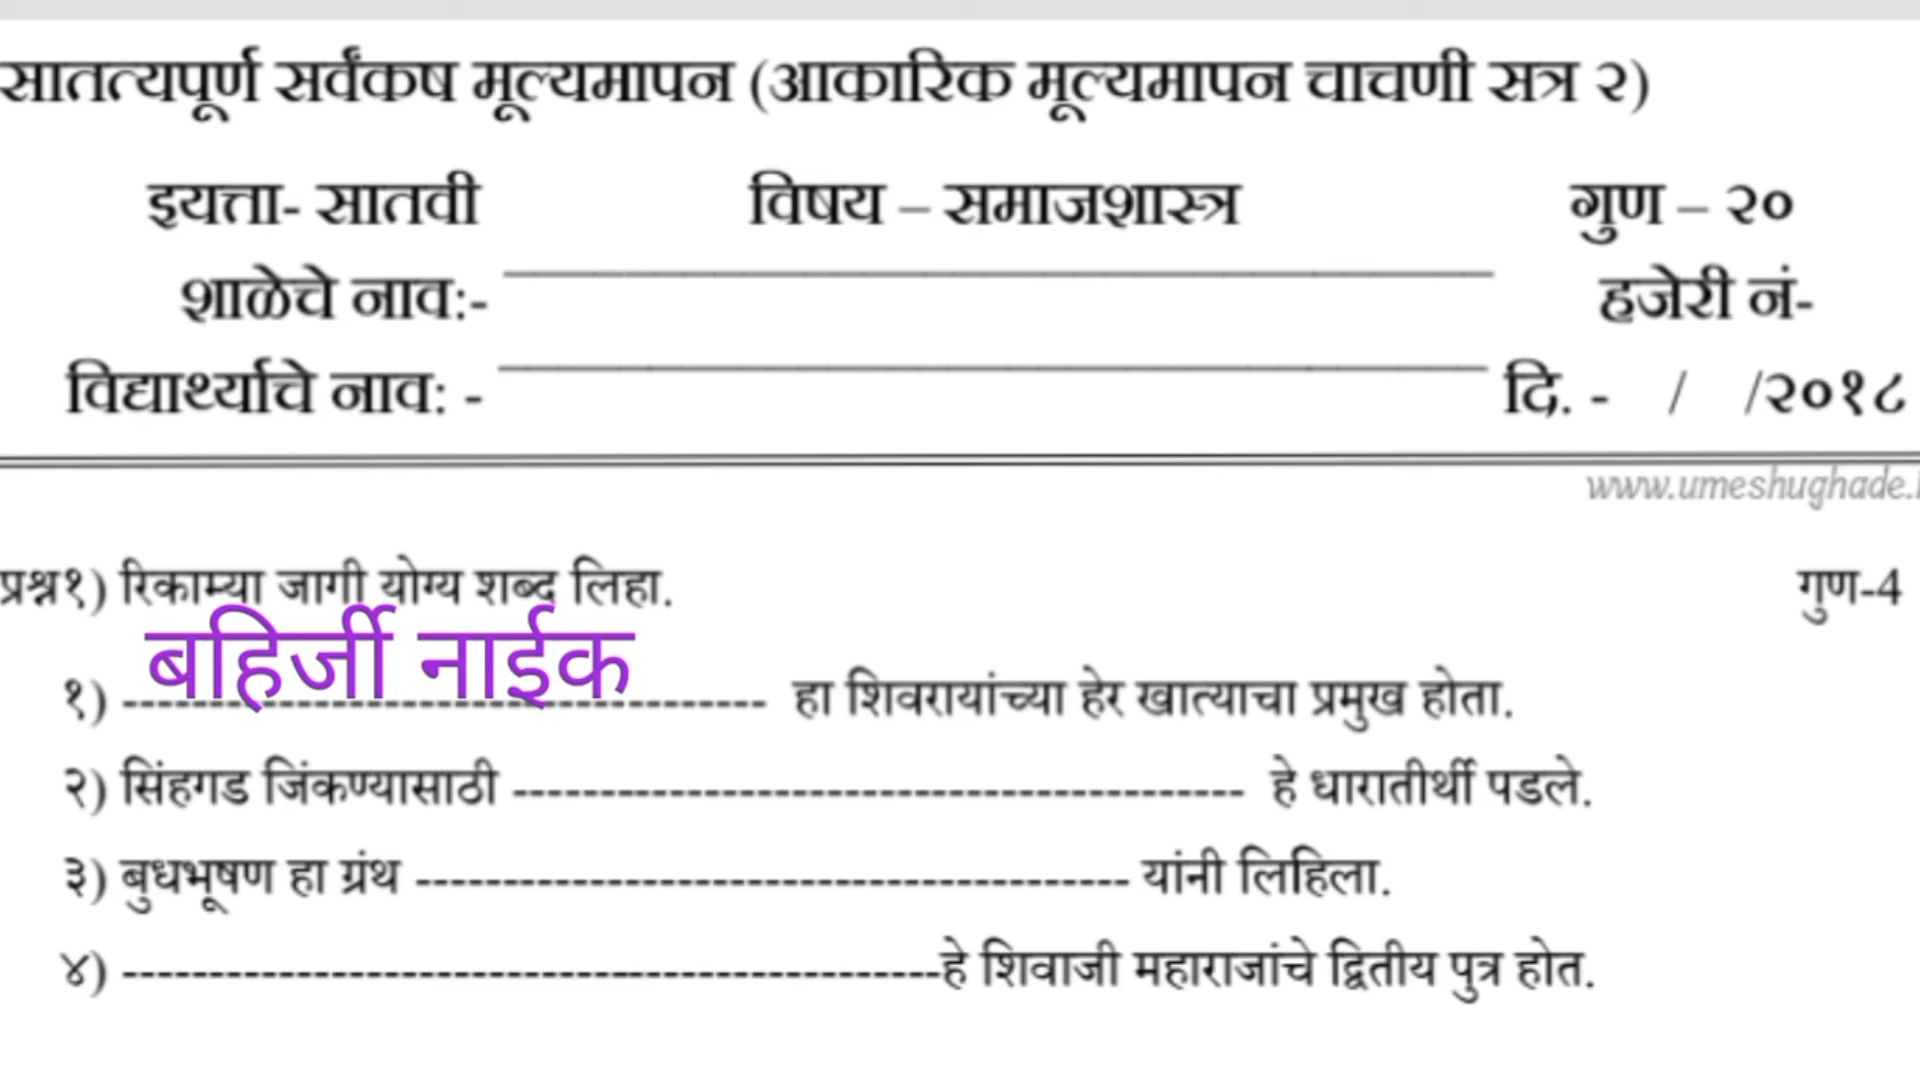 सातत्यपूर्ण सर्वंकष मूल्यमापन (आकारिक मूल्यमापन चाचणी सत्र २)
इयत्ता- सातवी विषय – समाजशास्त्र गुण – २०
शाळेचे नाव:- ______________________________ हजेरी नं-
विद्यार्थ्याचे नाव: - ______________________________ दि. - / /२०१८
www.umeshughade.i
प्रश्न१) रिकाम्या जागी योग्य शब्द लिहा. गुण-4
१) बहिर्जी नाईक हा शिवरायांच्या हेर खात्याचा प्रमुख होता.
२) सिंहगड जिंकण्यासाठी ------------------------------------------ हे धारातीर्थी पडले.
३) बुधभूषण हा ग्रंथ ----------------------------------------- यांनी लिहिला.
४) -----------------------------------------------हे शिवाजी महाराजांचे द्वितीय पुत्र होत.